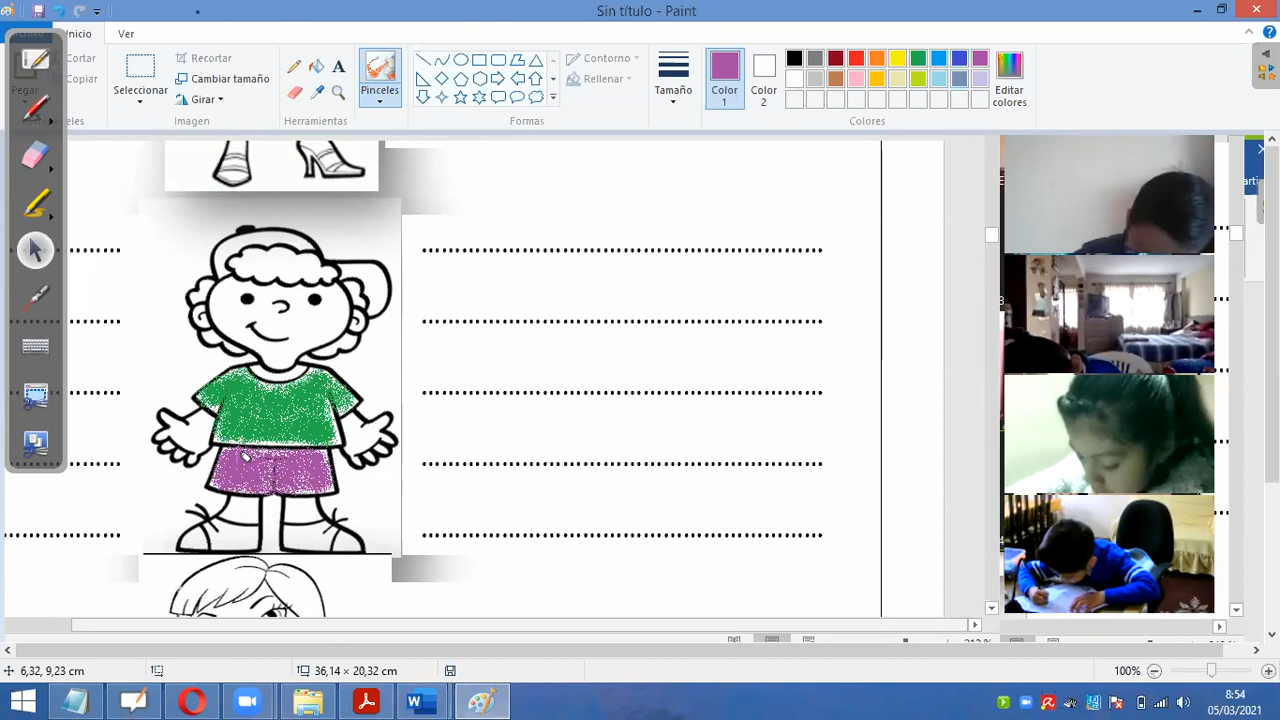 Sin título - Paint
Archivo
Inicio
Ver
Pegar
Cortar
Copiar
Seleccionar
Recortar
Cambiar tamaño
Girar
Imagen
Pinceles
Herramientas
Contorno
Rellenar
Formas
Tamaño
Color 1
Color 2
Editar colores
Colores
6,32, 9,23 cm
36,14 × 20,32 cm
100%
8:54
05/03/2021